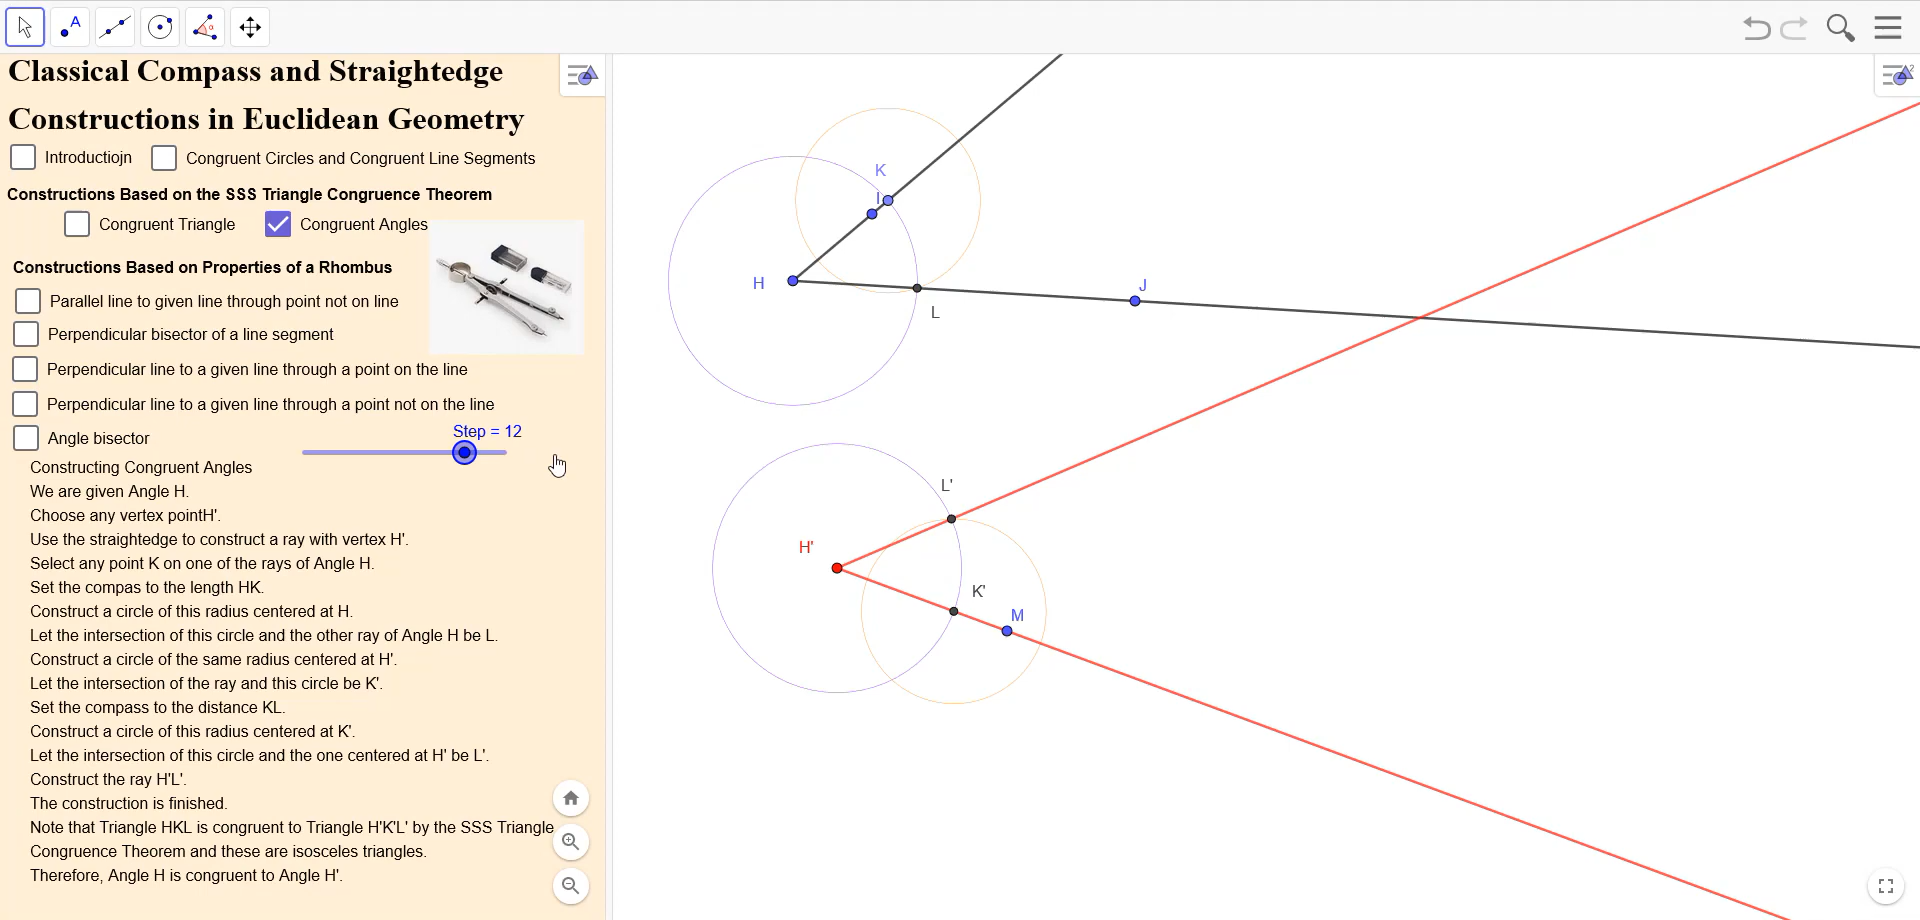 Classical Compass and Straightedge
Constructions in Euclidean Geometry
Introductiojn
Congruent Circles and Congruent Line Segments
Constructions Based on the SSS Triangle Congruence Theorem
Congruent Triangle
Congruent Angles
Constructions Based on Properties of a Rhombus
Parallel line to given line through point not on line
Perpendicular bisector of a line segment
Perpendicular line to a given line through a point on the line
Perpendicular line to a given line through a point not on the line
Angle bisector
Step = 12
Constructing Congruent Angles
We are given Angle H.
Choose any vertex pointH'.
Use the straightedge to construct a ray with vertex H'.
Select any point K on one of the rays of Angle H.
Set the compas to the length HK.
Construct a circle of this radius centered at H.
Let the intersection of this circle and the other ray of Angle H be L.
Construct a circle of the same radius centered at H'.
Let the intersection of the ray and this circle be K'.
Set the compass to the distance KL.
Construct a circle of this radius centered at K'.
Let the intersection of this circle and the one centered at H' be L'.
Construct the ray H'L'.
The construction is finished.
Note that Triangle HKL is congruent to Triangle H'K'L' by the SSS Triangle
Congruence Theorem and these are isosceles triangles.
Therefore, Angle H is congruent to Angle H'.
A
2
K
I
H
J
L
L'
H'
K'
M